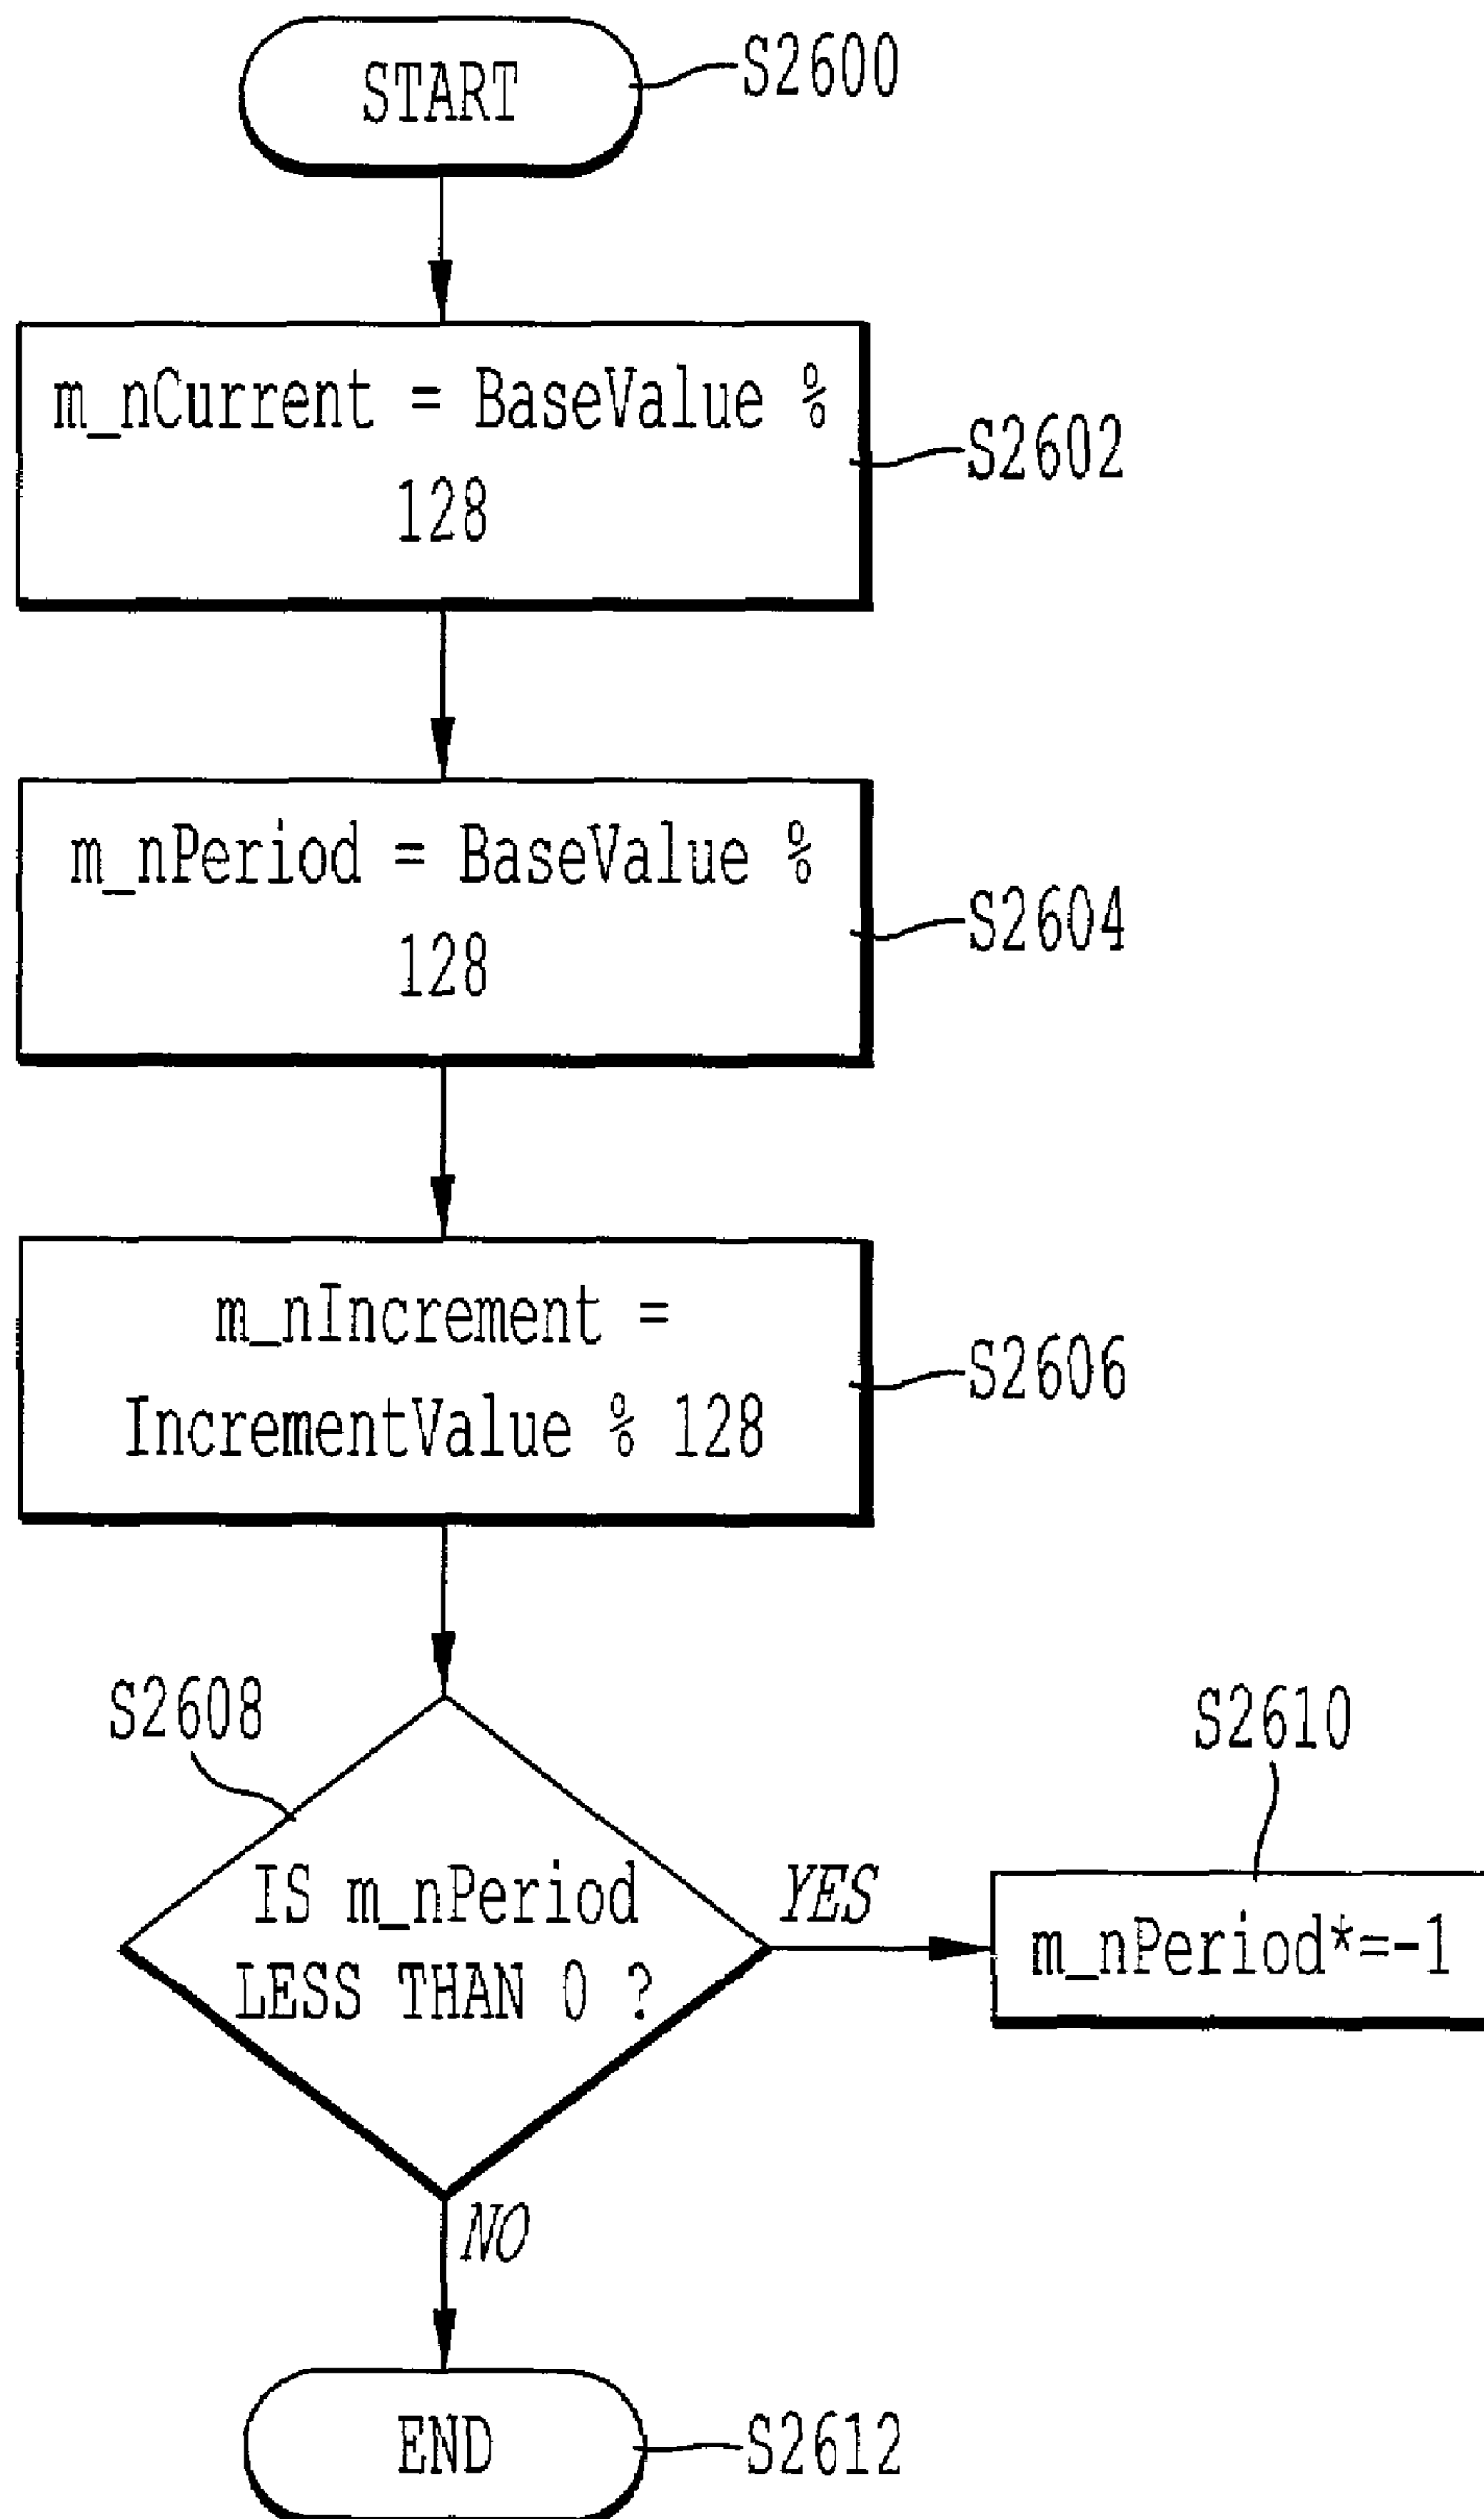 START
S2600
m_nCurrent = BaseValue %
128
S2602
m_nPeriod = BaseValue %
128
S2604
m_nIncrement =
IncrementValue % 128
S2606
S2608
IS m_nPeriod
LESS THAN 0 ?
YES
S2610
m_nPeriod*=-1
NO
END
S2612